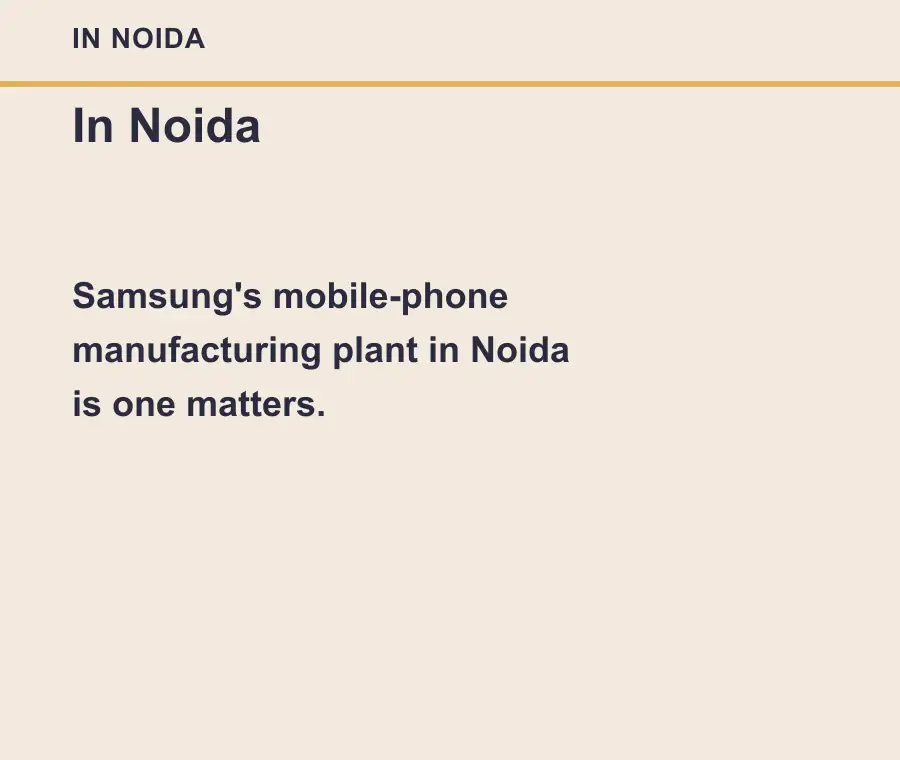 IN NOIDA
In Noida
Samsung's mobile-phone
manufacturing plant in Noida
is one matters.